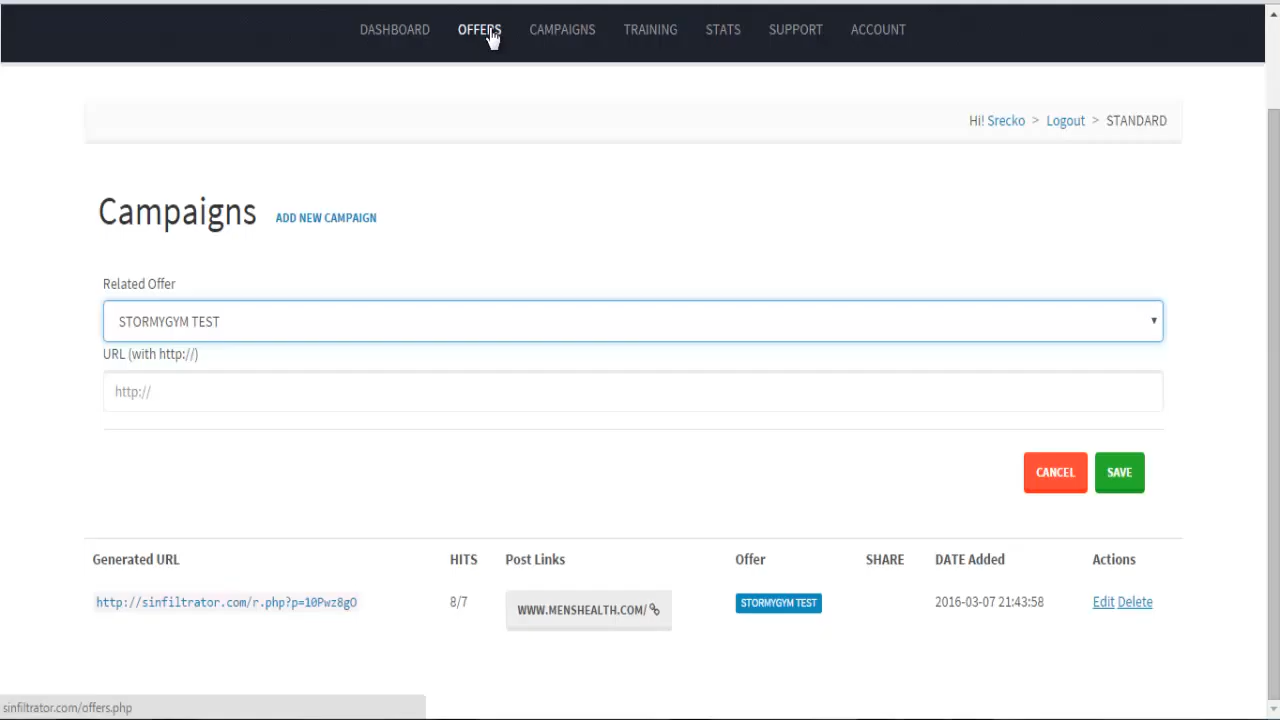 DASHBOARD OFFERS CAMPAIGNS TRAINING STATS SUPPORT ACCOUNT
Hi! Srecko > Logout > STANDARD
Campaigns ADD NEW CAMPAIGN
Related Offer
STORMYGYM TEST
URL (with http://)
http://
CANCEL SAVE
Generated URL HITS Post Links Offer SHARE DATE Added Actions
http://sinfiltrator.com/r.php?p=10Pwz8gO 8/7 WWW.MENSHEALTH.COM/ STORMYGYM TEST 2016-03-07 21:43:58 Edit Delete
sinfiltrator.com/offers.php